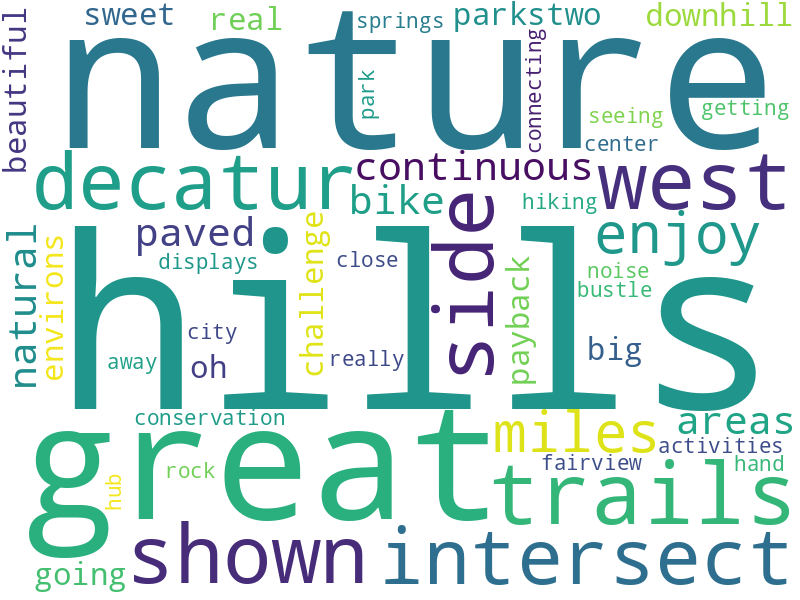 sweet real springs parkstwo downhill
beautiful nature
park connecting seeing getting
center
decatur continuous west
bike hiking
natural environs paved challenge side enjoy
displays close payback noise
hills bustle
city
away oh really big
great miles areas
conservation activities
hub rock fairview hand
trails
shown intersect
going